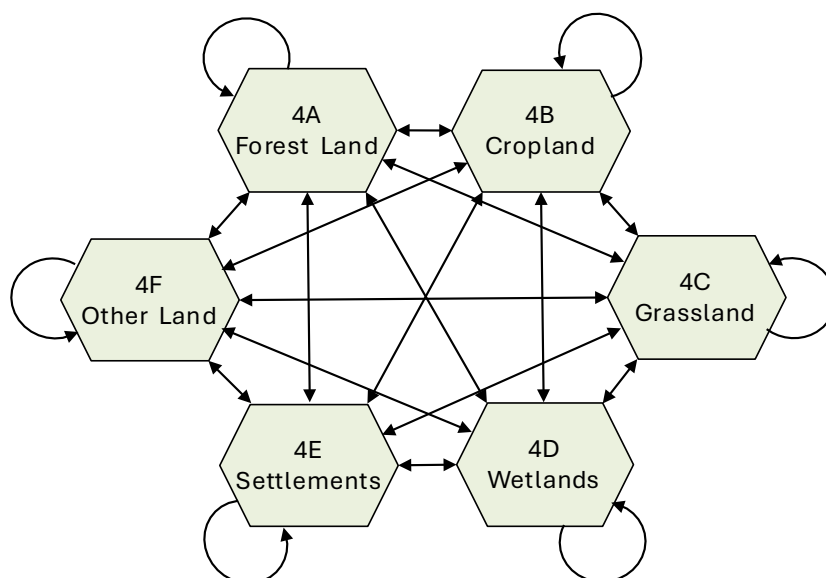 4A
Forest Land
4B
Cropland
4F
Other Land
4C
Grassland
4E
Settlements
4D
Wetlands